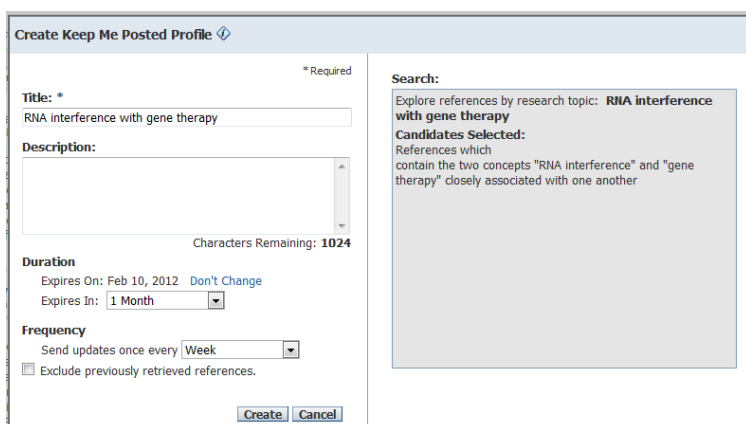 Create Keep Me Posted Profile
* Required
Title: *
RNA interference with gene therapy
Description:
Characters Remaining: 1024
Duration
Expires On: Feb 10, 2012 Don't Change
Expires In: 1 Month
Frequency
Send updates once every Week
Exclude previously retrieved references.
Create Cancel
Search:
Explore references by research topic: RNA interference
with gene therapy
Candidates Selected:
References which
contain the two concepts "RNA interference" and "gene
therapy" closely associated with one another